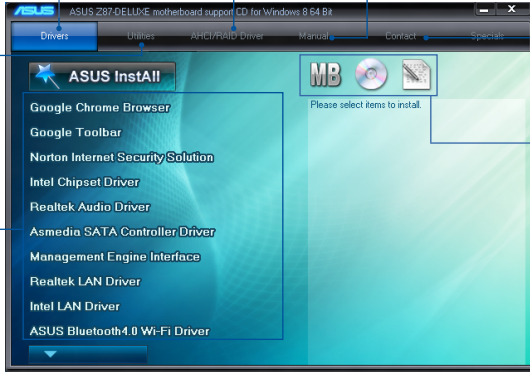 ASUS ASUS Z87-DELUXE motherboard support CD for Windows 8 64 Bit
Drivers Utilities AHCI/RAID Driver Manual Contact Specials
ASUS InstAll
MB
Please select items to install.
Google Chrome Browser
Google Toolbar
Norton Internet Security Solution
Intel Chipset Driver
Realtek Audio Driver
Asmedia SATA Controller Driver
Management Engine Interface
Realtek LAN Driver
Intel LAN Driver
ASUS Bluetooth4.0 Wi-Fi Driver